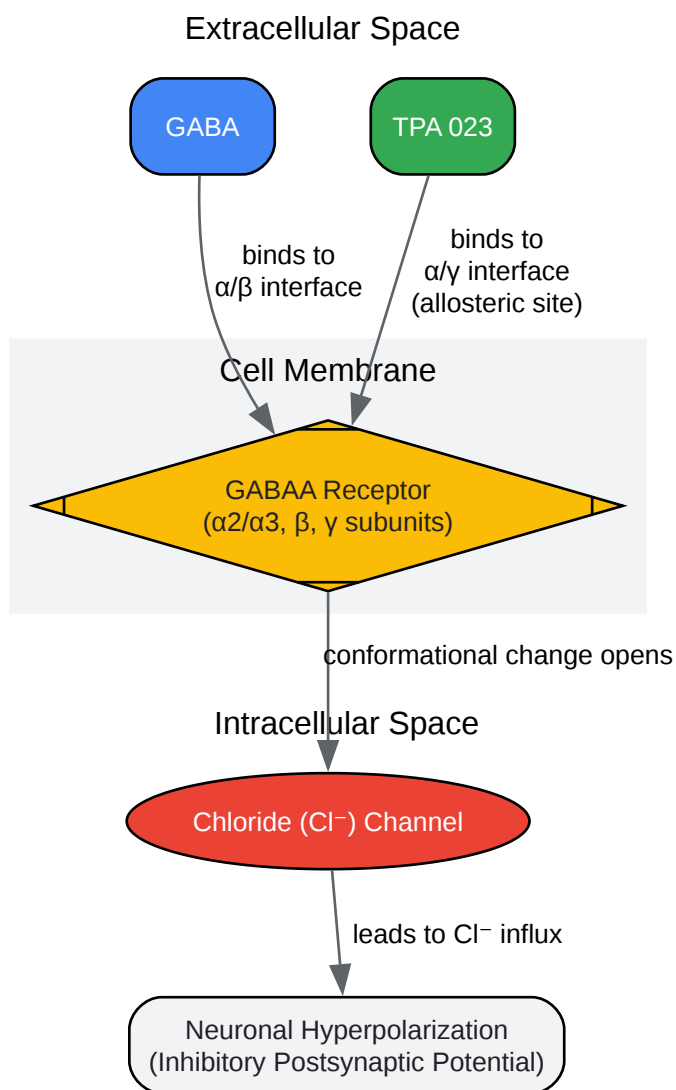 Extracellular Space
GABA
TPA 023
binds to
α/β interface
binds to
α/γ interface
(allosteric site)
Cell Membrane
GABAA Receptor
(α2/α3, β, γ subunits)
conformational change opens
Intracellular Space
Chloride (Cl⁻) Channel
leads to Cl⁻ influx
Neuronal Hyperpolarization
(Inhibitory Postsynaptic Potential)